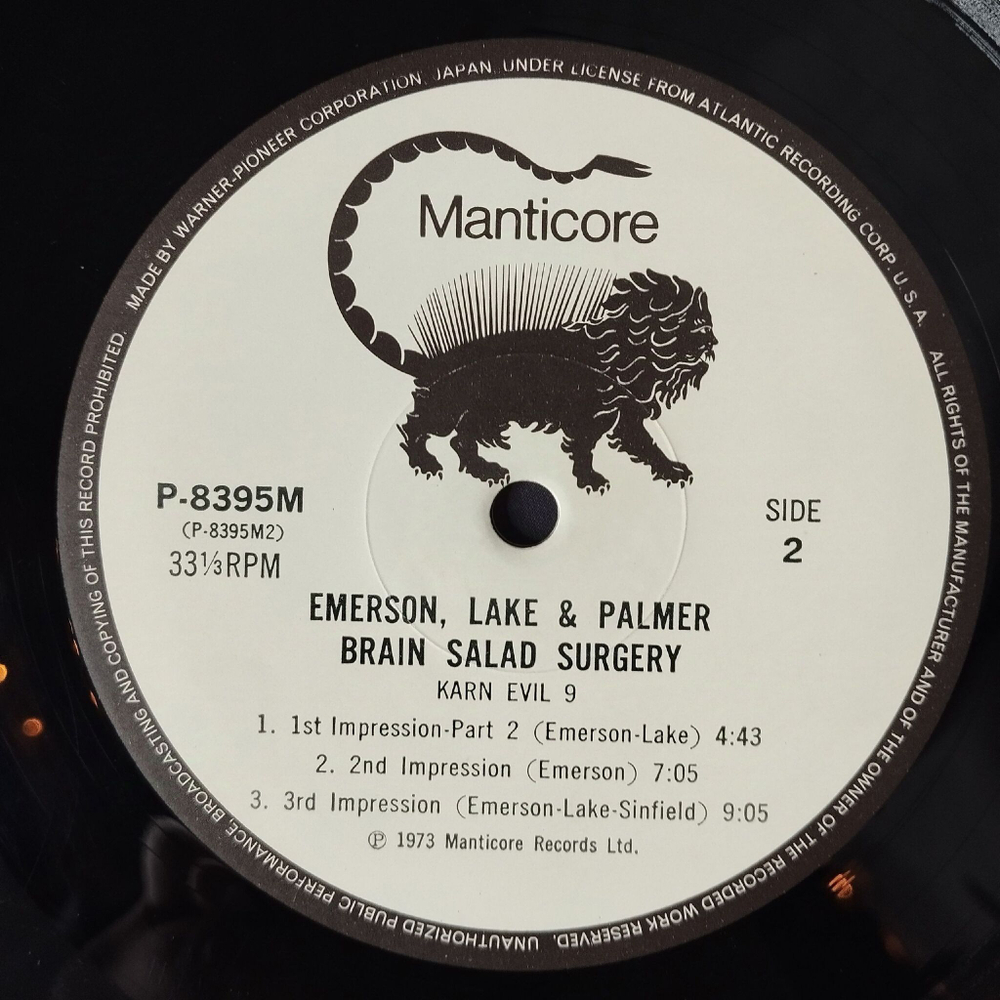 MADE BY WARNER-PIONEER CORPORATION, JAPAN, UNDER LICENSE FROM ATLANTIC RECORDING CORP. U.S.A.
ALL RIGHTS OF THE MANUFACTURER AND OF THE OWNER OF THE RECORDED WORK RESERVED.
UNAUTHORIZED PUBLIC PERFORMANCE, BROADCASTING AND COPYING OF THIS RECORD PROHIBITED.
Manticore
P-8395M
(P-8395M2)
33⅓RPM
SIDE
2
EMERSON, LAKE & PALMER
BRAIN SALAD SURGERY
KARN EVIL 9
1. 1st Impression-Part 2 (Emerson-Lake) 4:43
2. 2nd Impression (Emerson) 7:05
3. 3rd Impression (Emerson-Lake-Sinfield) 9:05
℗ 1973 Manticore Records Ltd.